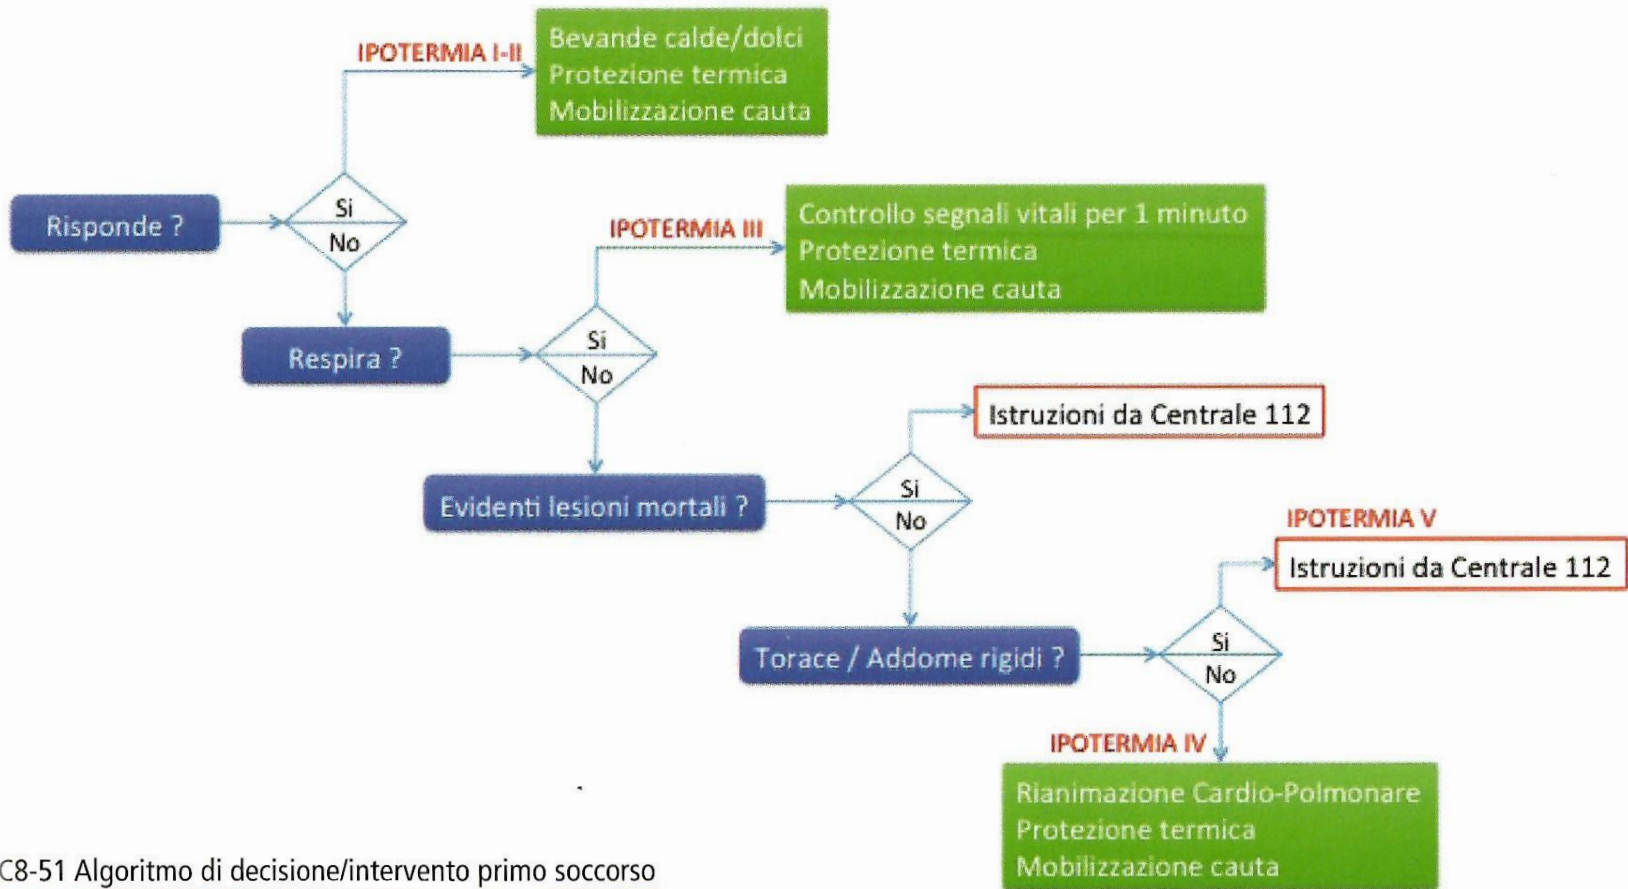 IPOTERMIA I-II
Bevande calde/dolci
Protezione termica
Mobilizzazione cauta
Risponde ?
Si
No
IPOTERMIA III
Controllo segnali vitali per 1 minuto
Protezione termica
Mobilizzazione cauta
Respira ?
Si
No
Istruzioni da Centrale 112
Evidenti lesioni mortali ?
Si
No
IPOTERMIA V
Istruzioni da Centrale 112
Torace / Addome rigidi ?
Si
No
IPOTERMIA IV
Rianimazione Cardio-Polmonare
Protezione termica
Mobilizzazione cauta
C8-51 Algoritmo di decisione/intervento primo soccorso